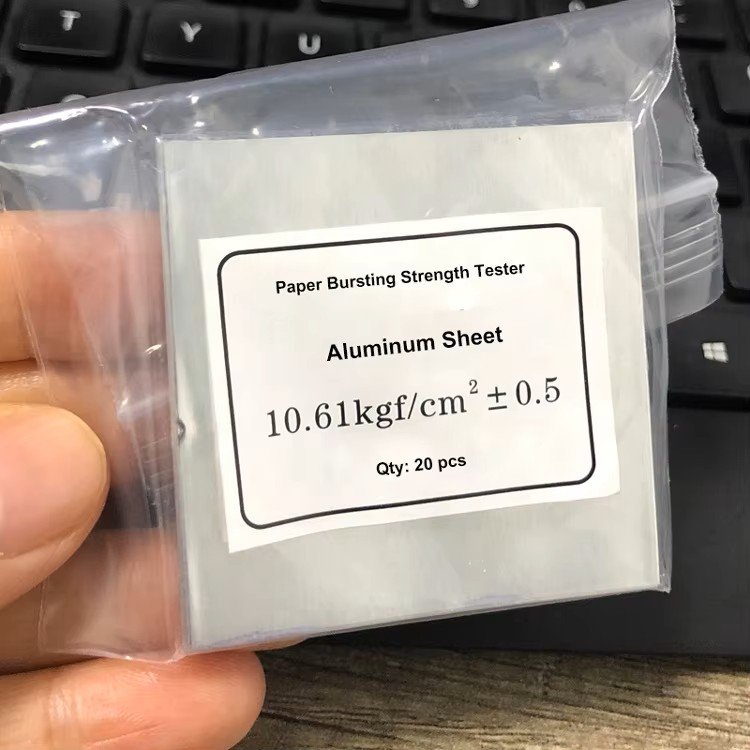 T Y U
Paper Bursting Strength Tester
Aluminum Sheet
10.61kgf/cm² ± 0.5
Qty: 20 pcs